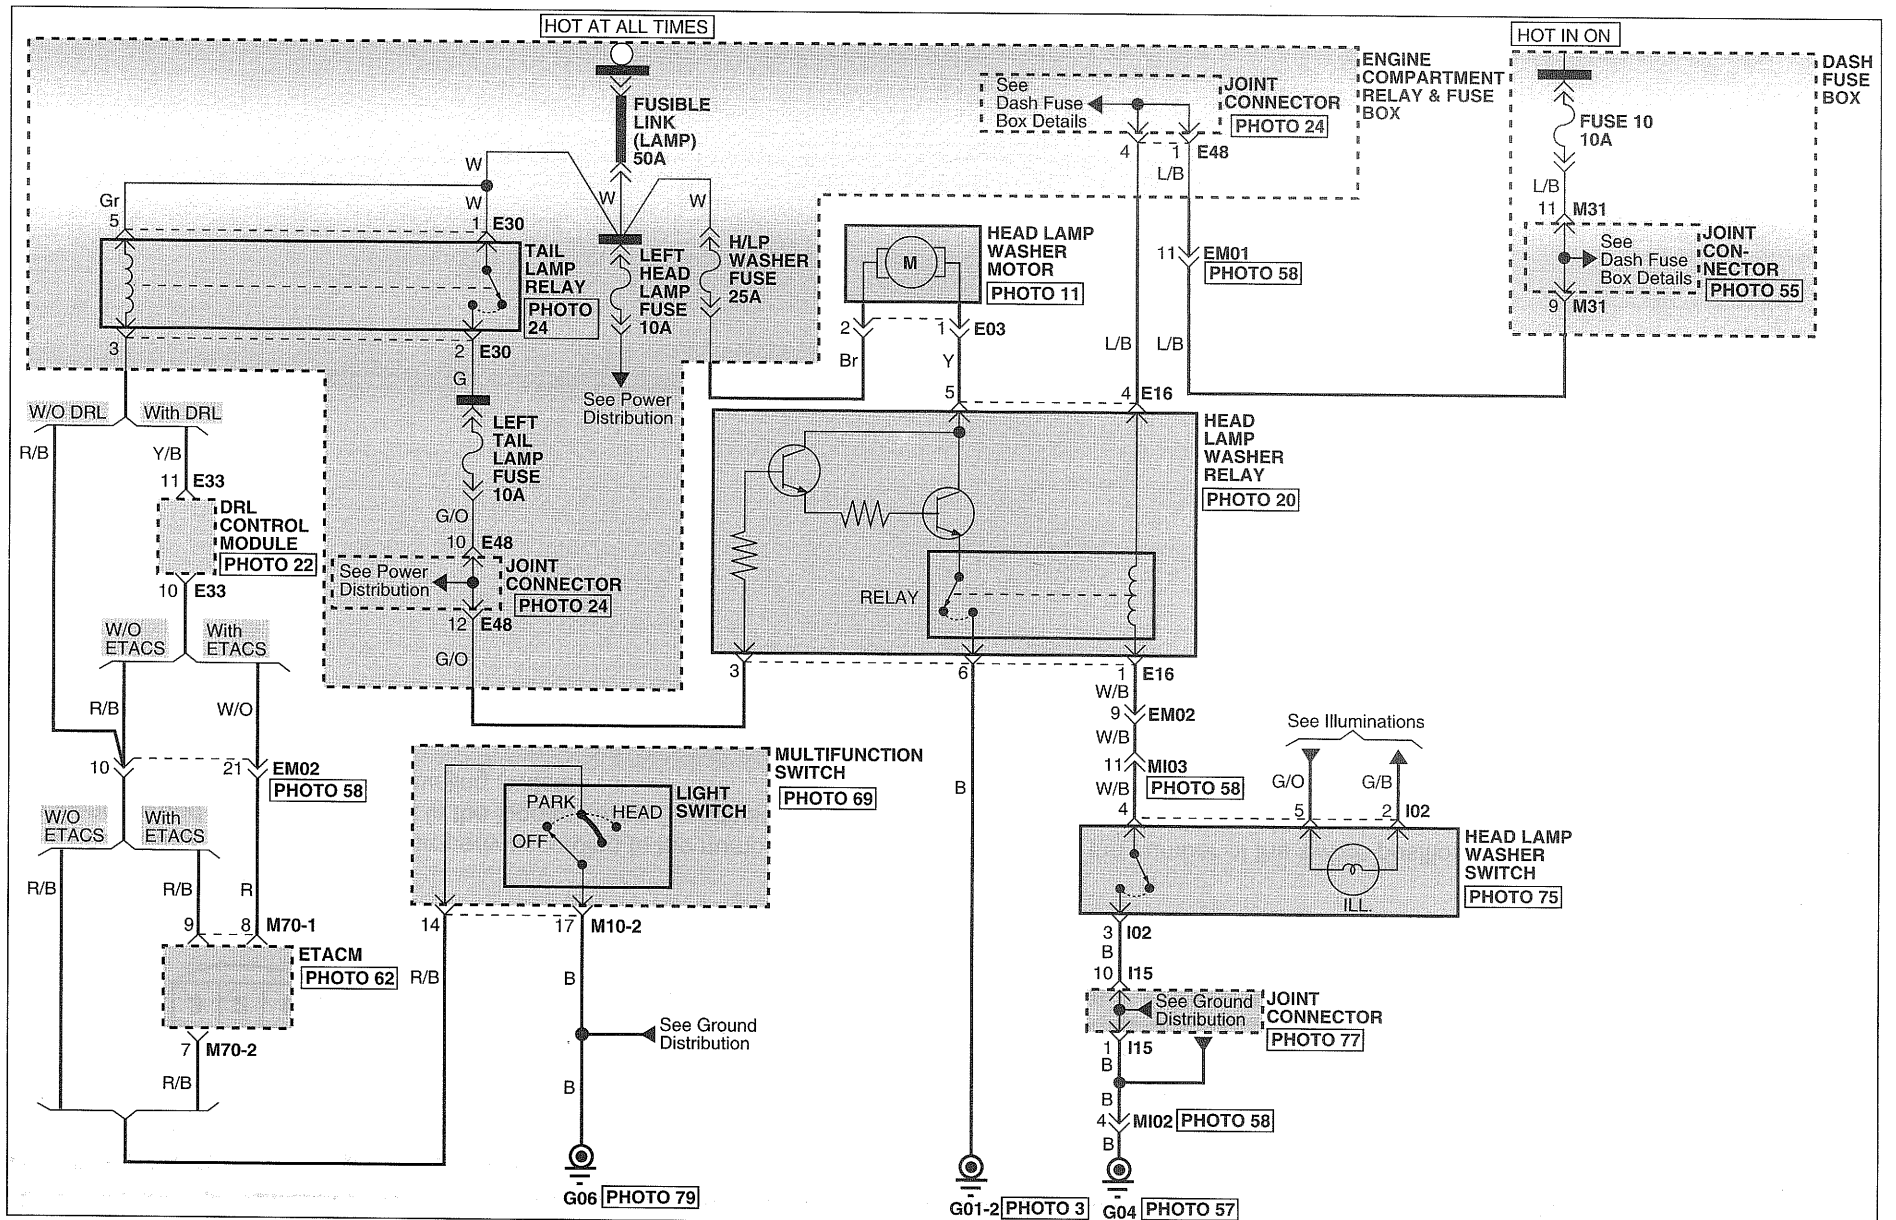 HOT AT ALL TIMES
HOT IN ON
ENGINE
COMPARTMENT
RELAY & FUSE
BOX
DASH
FUSE
BOX
FUSIBLE
LINK
(LAMP)
50A
See
Dash Fuse
Box Details
JOINT
CONNECTOR
PHOTO 24
4
1
E48
L/B
FUSE 10
10A
L/B
11
M31
See
Dash Fuse
Box Details
JOINT
CON-
NECTOR
PHOTO 55
9
M31
W
W
W
W
Gr
5
1
E30
TAIL
LAMP
RELAY
PHOTO
24
LEFT
HEAD
LAMP
FUSE
10A
H/LP
WASHER
FUSE
25A
M
HEAD LAMP
WASHER
MOTOR
PHOTO 11
11
EM01
PHOTO 58
3
2
E30
G
See Power
Distribution
2
1
E03
Br
Y
L/B
L/B
5
4
E16
W/O DRL
With DRL
R/B
Y/B
11
E33
DRL
CONTROL
MODULE
PHOTO 22
10
E33
LEFT
TAIL
LAMP
FUSE
10A
G/O
10
E48
See Power
Distribution
JOINT
CONNECTOR
PHOTO 24
12
E48
G/O
HEAD
LAMP
WASHER
RELAY
PHOTO 20
RELAY
3
6
1
E16
W/B
9
EM02
W/B
11
MI03
PHOTO 58
W/B
4
See Illuminations
G/O
G/B
5
2
I02
W/O
ETACS
With
ETACS
R/B
W/O
10
21
EM02
PHOTO 58
W/O
ETACS
With
ETACS
R/B
R/B
R
9
8
M70-1
ETACM
PHOTO 62
7
M70-2
R/B
MULTIFUNCTION
SWITCH
PHOTO 69
LIGHT
SWITCH
PARK
HEAD
OFF
14
17
M10-2
R/B
B
See Ground
Distribution
B
G06
PHOTO 79
B
G01-2
PHOTO 3
HEAD LAMP
WASHER
SWITCH
PHOTO 75
ILL.
3
I02
B
10
I15
See Ground
Distribution
JOINT
CONNECTOR
PHOTO 77
1
I15
B
B
4
MI02
PHOTO 58
B
G04
PHOTO 57